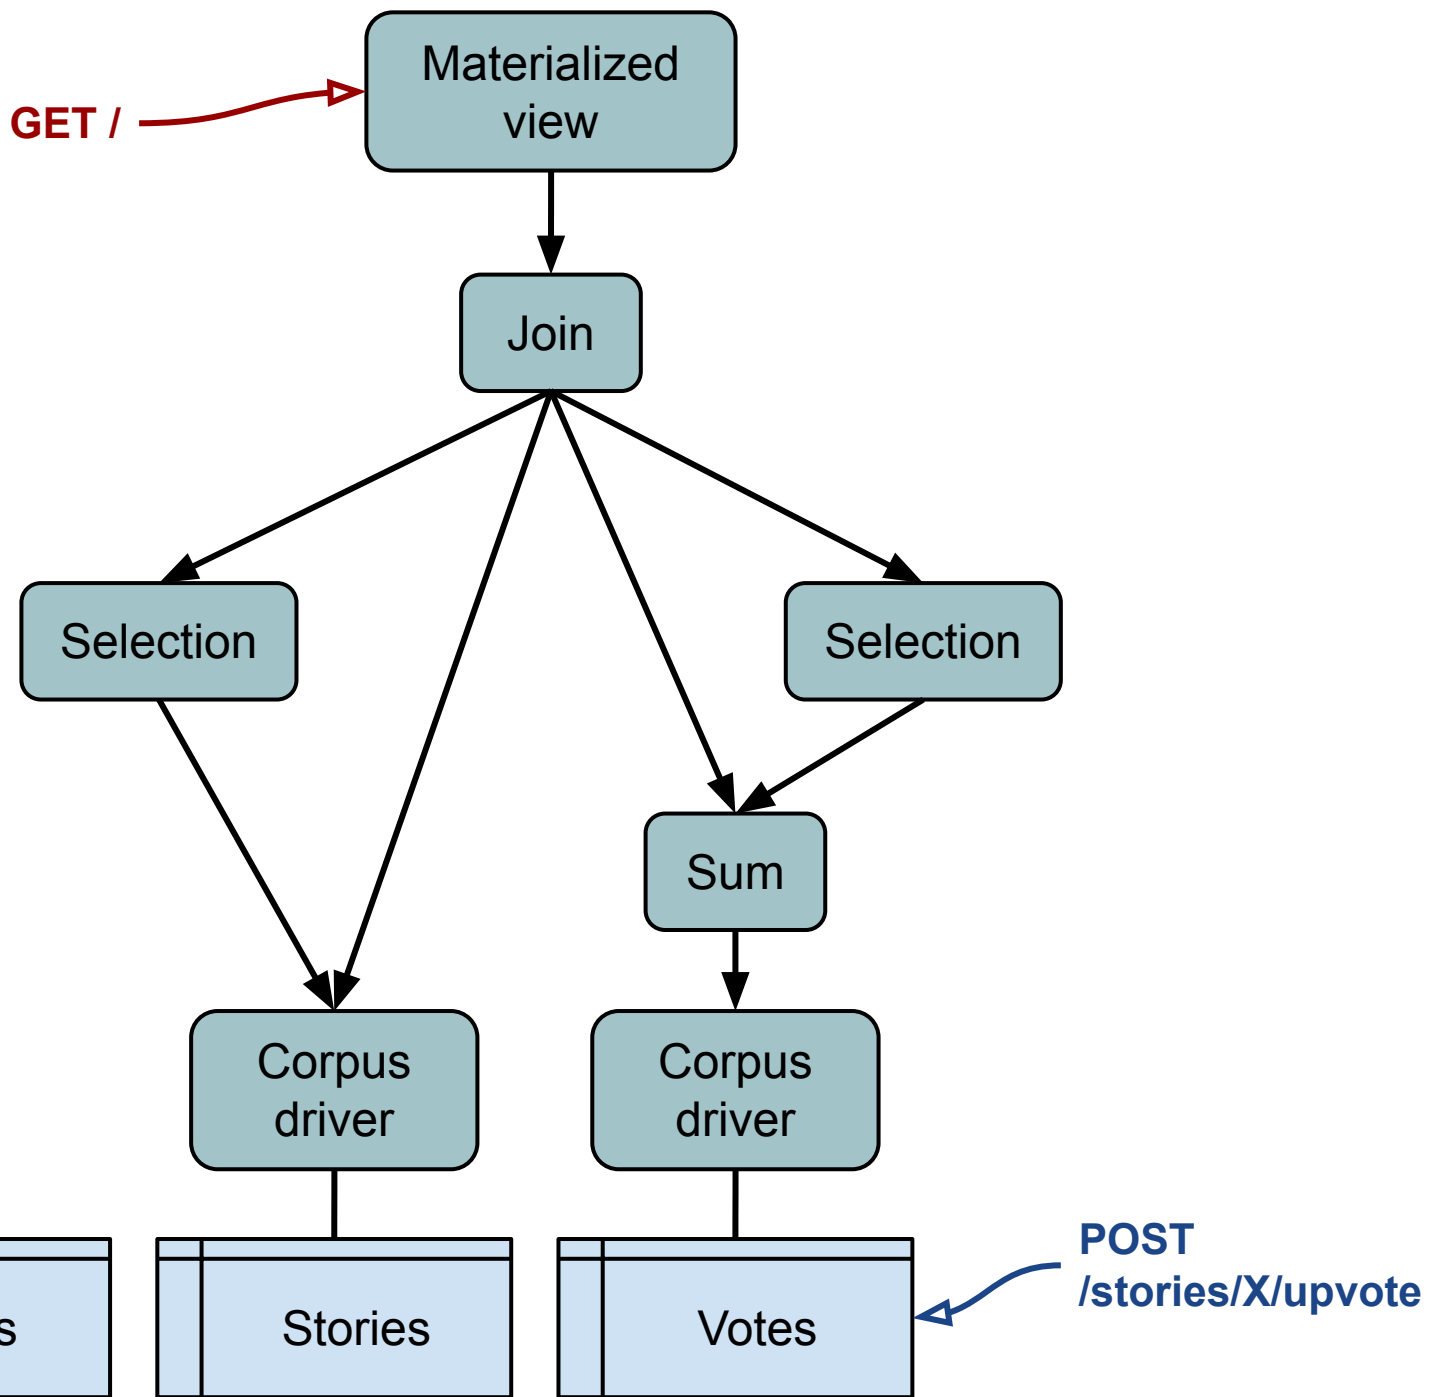 Materialized
view
GET /
Join
Selection
Selection
Sum
Corpus
driver
Corpus
driver
POST
/stories/X/upvote
s
Stories
Votes